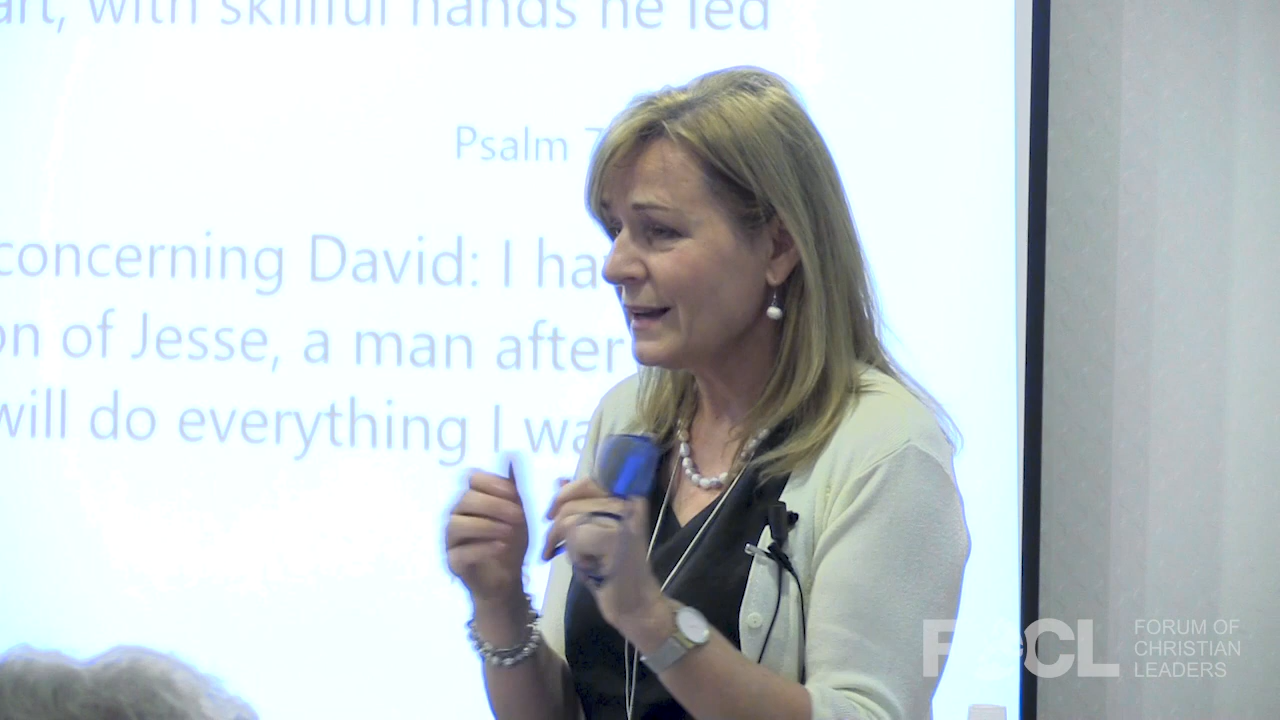 art, with skillful hands he led
Psalm 7
concerning David: I ha
on of Jesse, a man after
will do everything I wa
FOCL
FORUM OF
CHRISTIAN
LEADERS